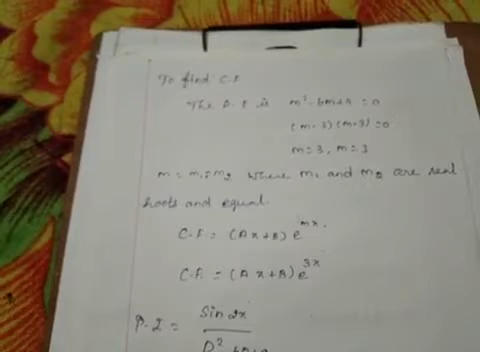 To find C.F
The A.E is m² - 6m+9 = 0
(m-3)(m-3)=0
m=3, m=3
m = m₁ = m₂ where m₁ and m₂ are real
roots and equal.
C.F = (Ax+B) e^mx.
C.F. = (Ax+B) e^3x
P.I = Sin 2x
D²